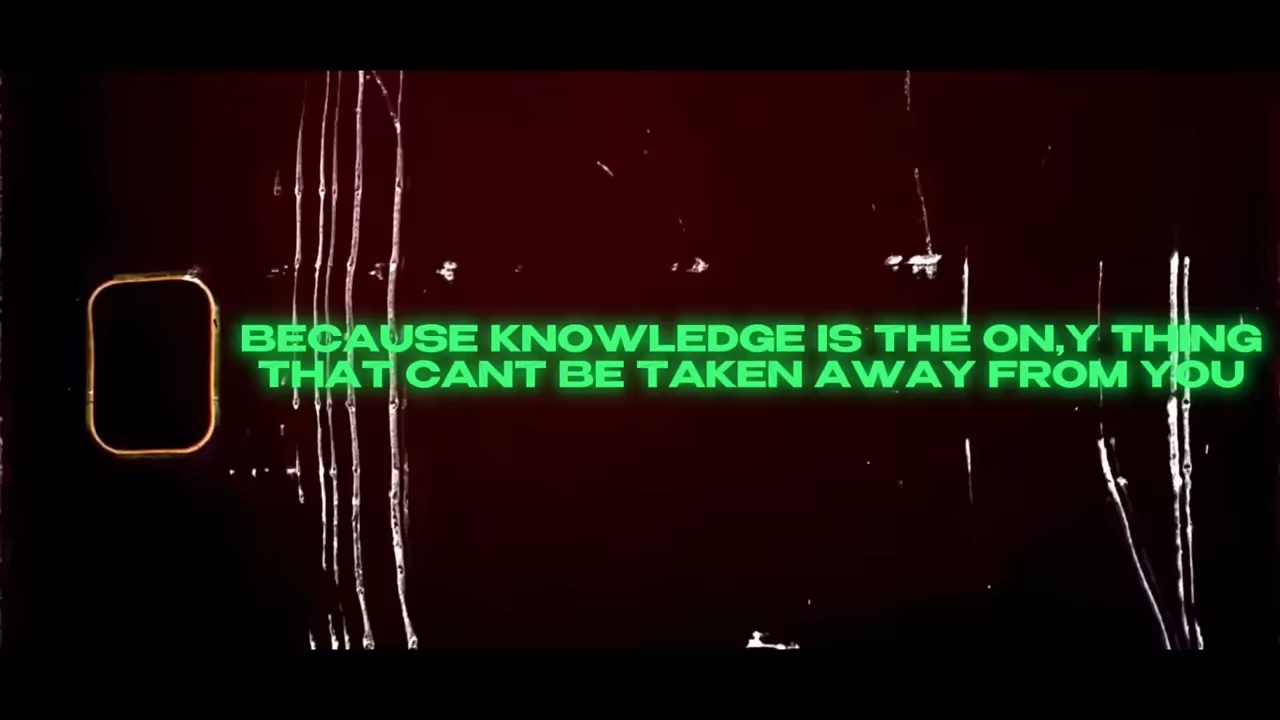 BECAUSE KNOWLEDGE IS THE ON,Y THING
THAT CANT BE TAKEN AWAY FROM YOU